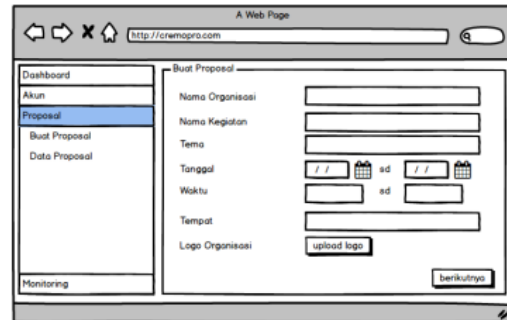 A Web Page
http://cremopro.com
Dashboard
Akun
Proposal
Buat Proposal
Data Proposal
Monitoring
Buat Proposal
Nama Organisasi
Nama Kegiatan
Tema
Tanggal / / sd / /
Waktu sd
Tempat
Logo Organisasi upload logo
berikutnya